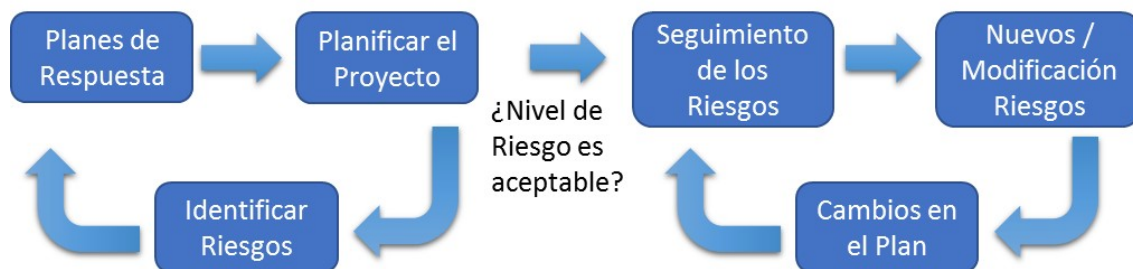 Planes de
Respuesta
Planificar el
Proyecto
¿Nivel de
Riesgo es
aceptable?
Identificar
Riesgos
Seguimiento
de los
Riesgos
Nuevos /
Modificación
Riesgos
Cambios en
el Plan